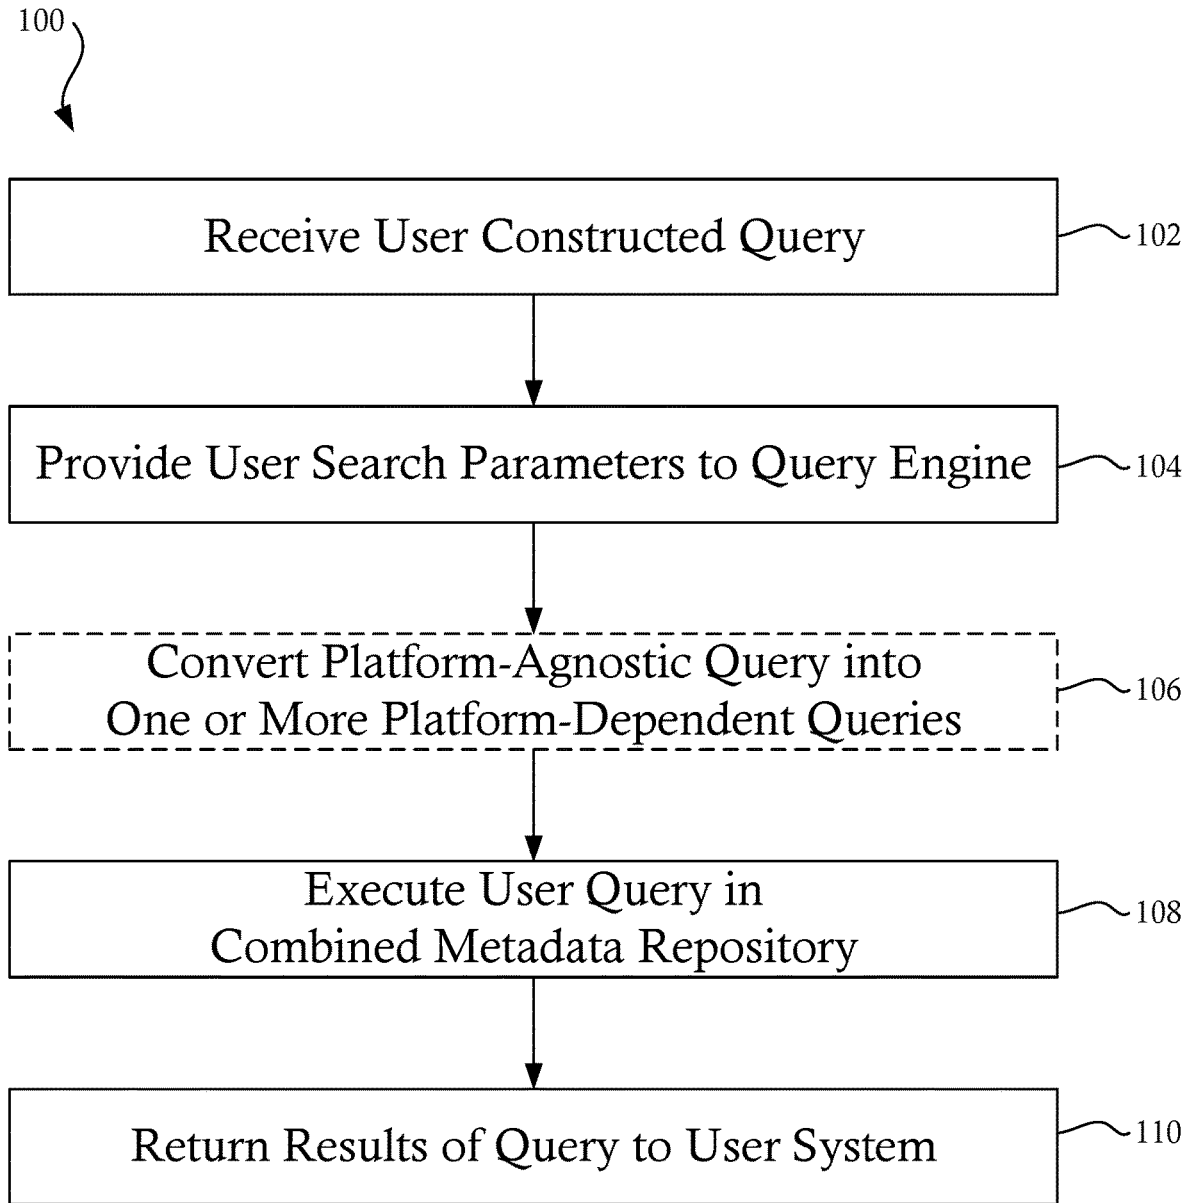 100
Receive User Constructed Query
102
Provide User Search Parameters to Query Engine
104
Convert Platform-Agnostic Query into
One or More Platform-Dependent Queries
106
Execute User Query in
Combined Metadata Repository
108
Return Results of Query to User System
110